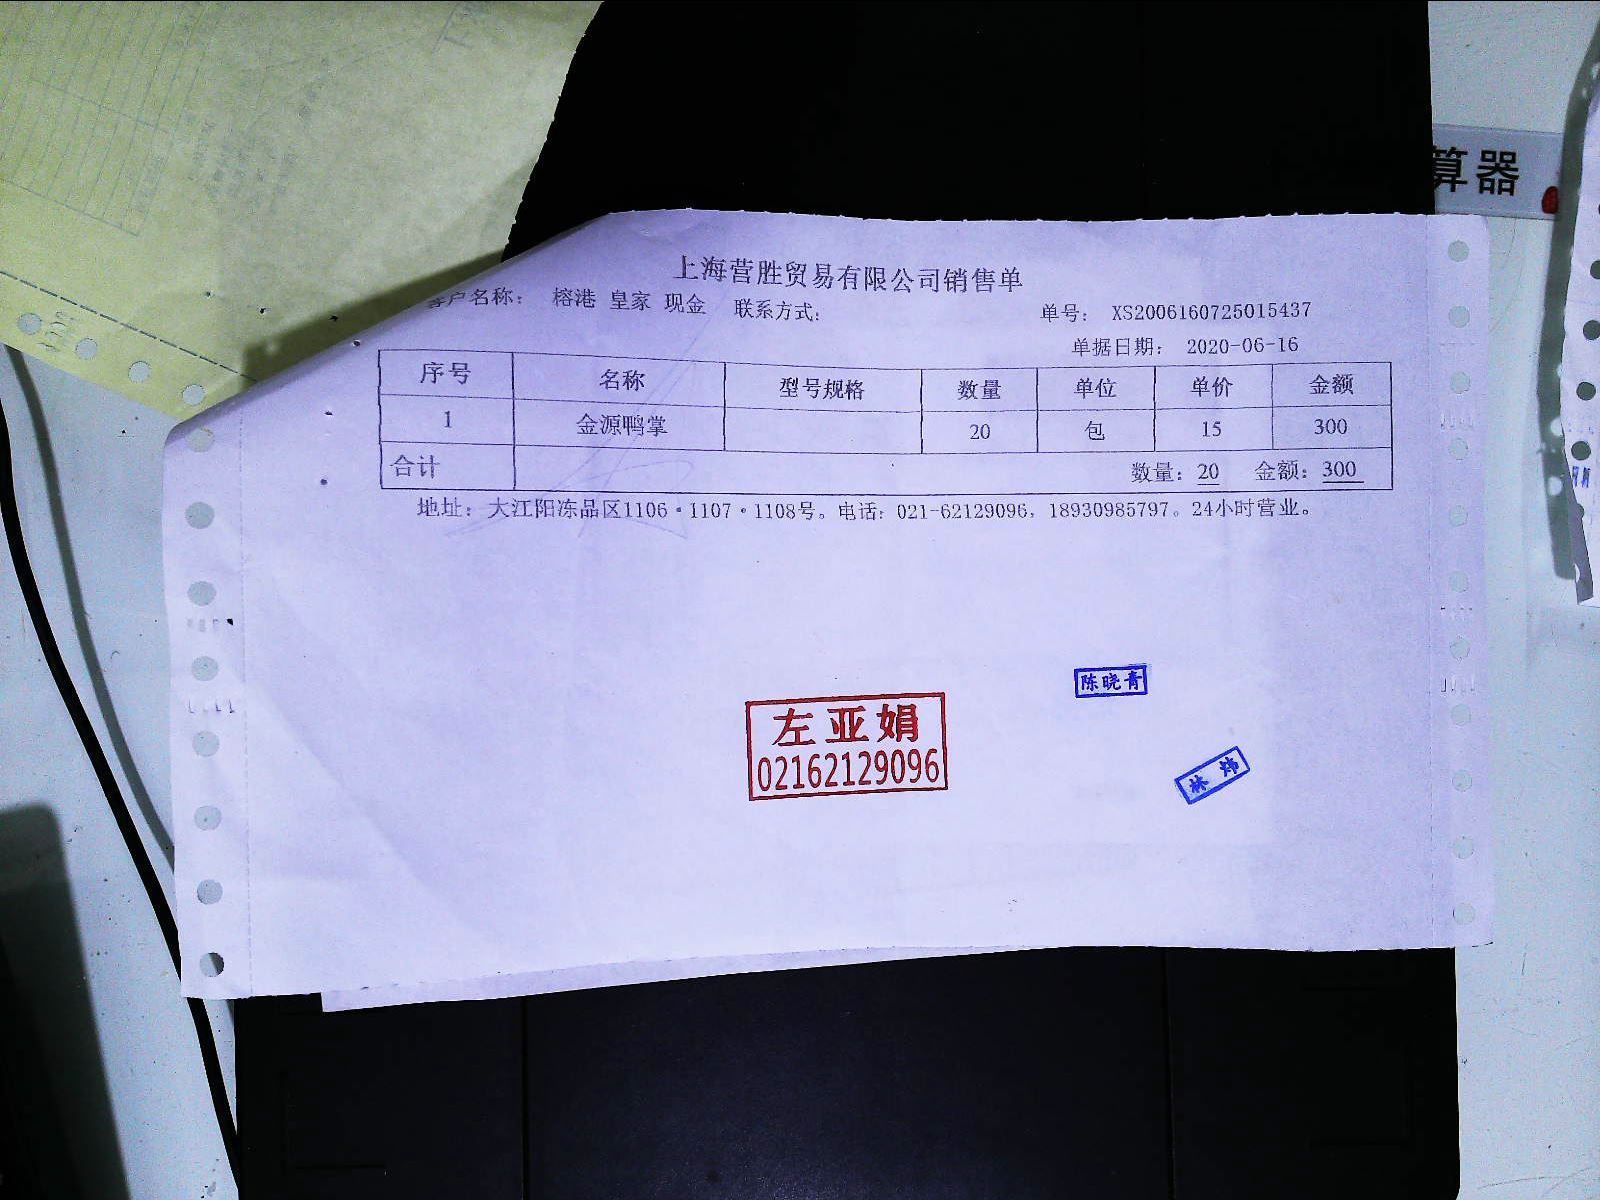 算器
上海营胜贸易有限公司销售单
客户名称： 榕港 皇家 现金 联系方式： 单号： XS2006160725015437
单据日期： 2020-06-16
序号 名称 型号规格 数量 单位 单价 金额
1 金源鸭掌 20 包 15 300
合计 数量：20 金额：300
地址：大江阳冻品区1106·1107·1108号。电话：021-62129096，18930985797。24小时营业。
陈晓青
左亚娟
02162129096
林炜